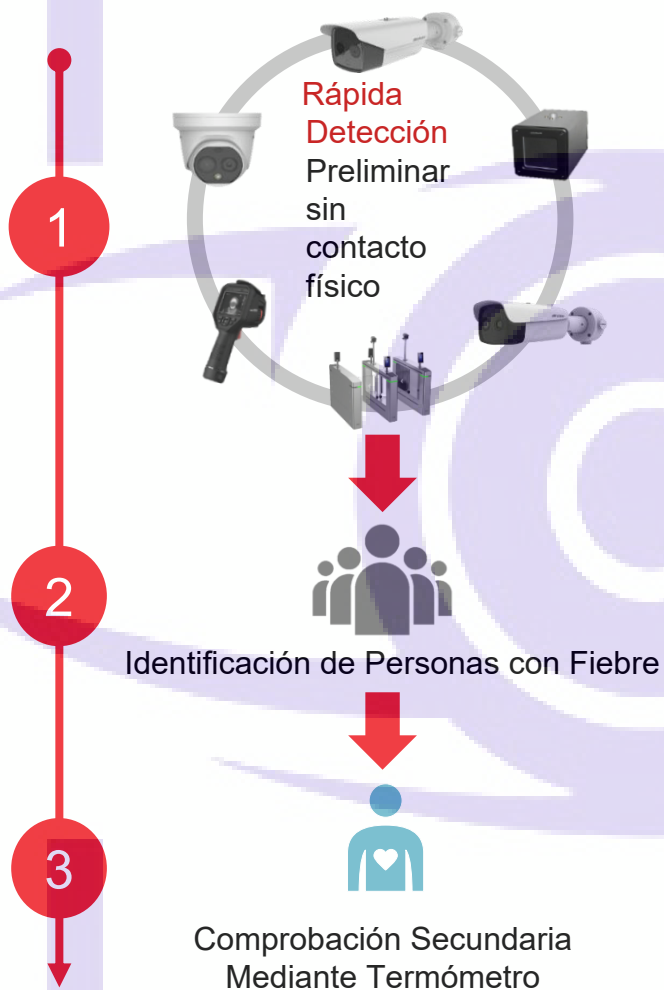 1
Rápida
Detección
Preliminar
sin
contacto
físico
2
Identificación de Personas con Fiebre
3
Comprobación Secundaria
Mediante Termómetro